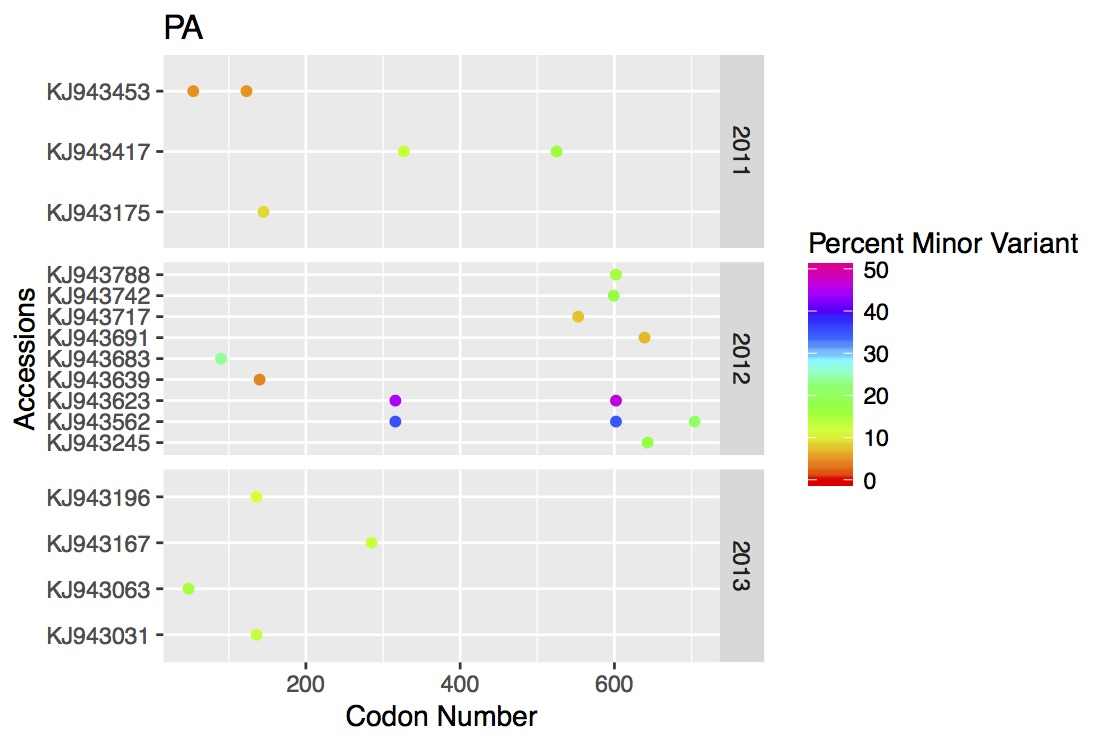 PA
KJ943453
KJ943417
KJ943175
2011
KJ943788
KJ943742
KJ943717
KJ943691
KJ943683
KJ943639
KJ943623
KJ943562
KJ943245
2012
KJ943196
KJ943167
KJ943063
KJ943031
2013
Accessions
200 400 600
Codon Number
Percent Minor Variant
50
40
30
20
10
0